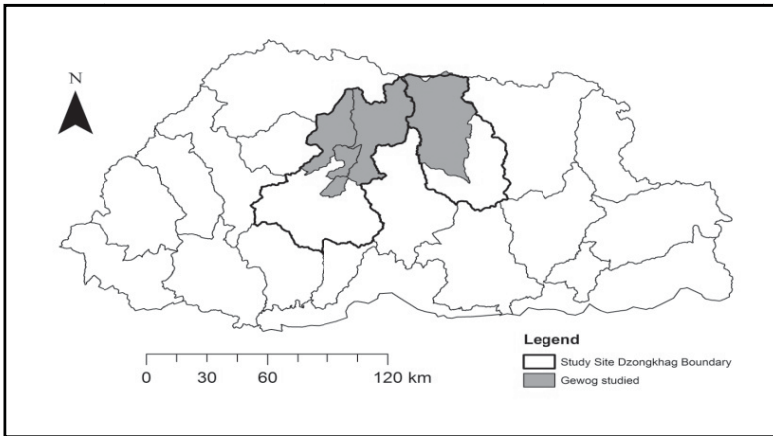 N
Legend
Study Site Dzongkhag Boundary
Gewog studied
0 30 60 120 km